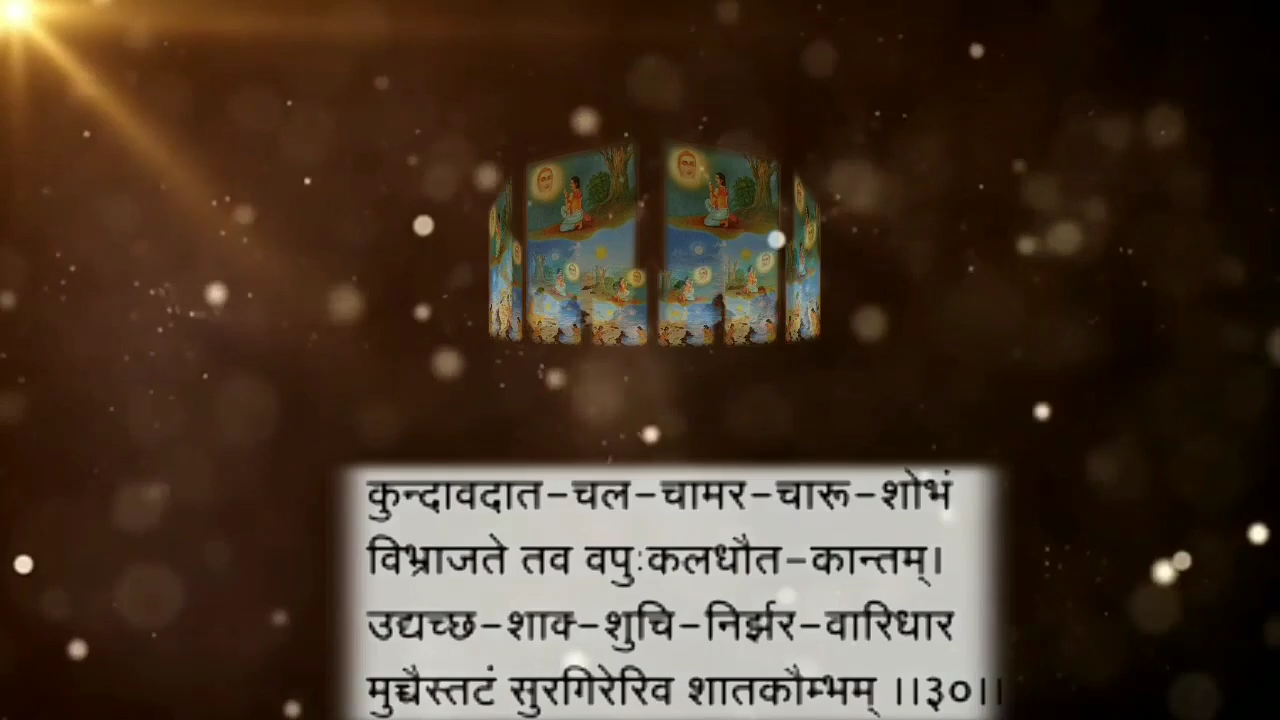 कुन्दावदात-चल-चामर-चारू-शोभं
विभ्राजते तव वपु:कलधौत-कान्तम्।
उद्यच्छ-शाक्-शुचि-निर्झर-वारिधार
मुच्चैस्तटं सुरगिरेरिव शातकौम्भम् ।।३०।।